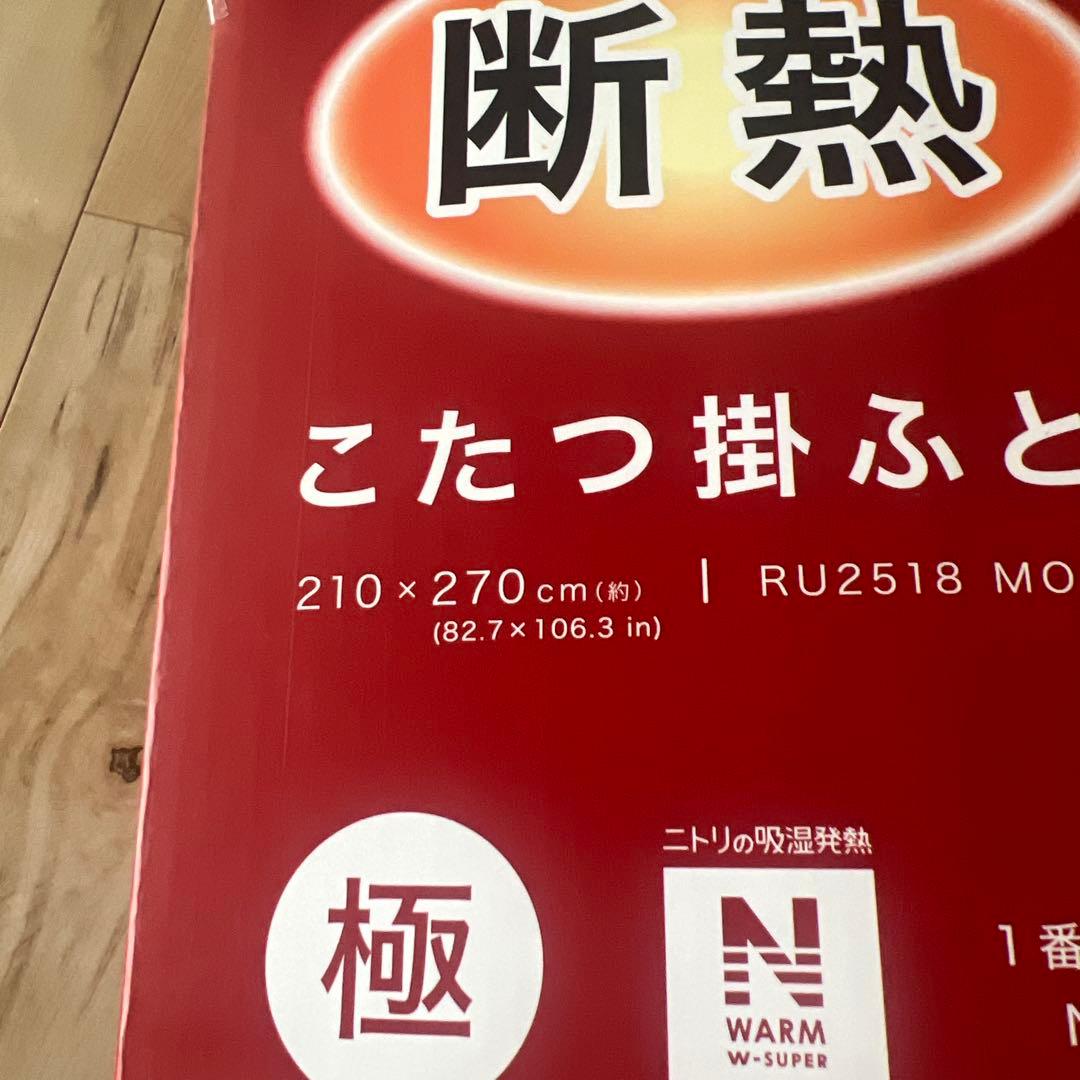 断熱
こたつ掛ふと
210×270cm(約) | RU2518 MO
(82.7×106.3 in)
極
ニトリの吸湿発熱
N
WARM
W-SUPER
1番